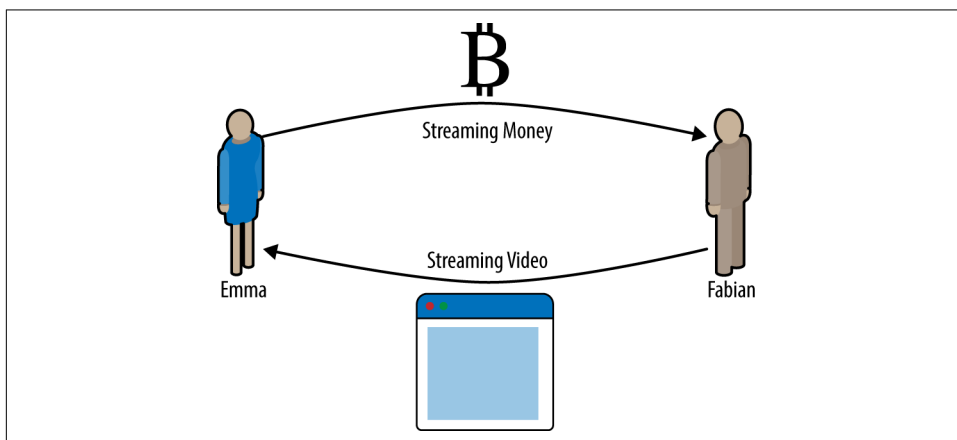 ₿
Streaming Money
Streaming Video
Emma
Fabian